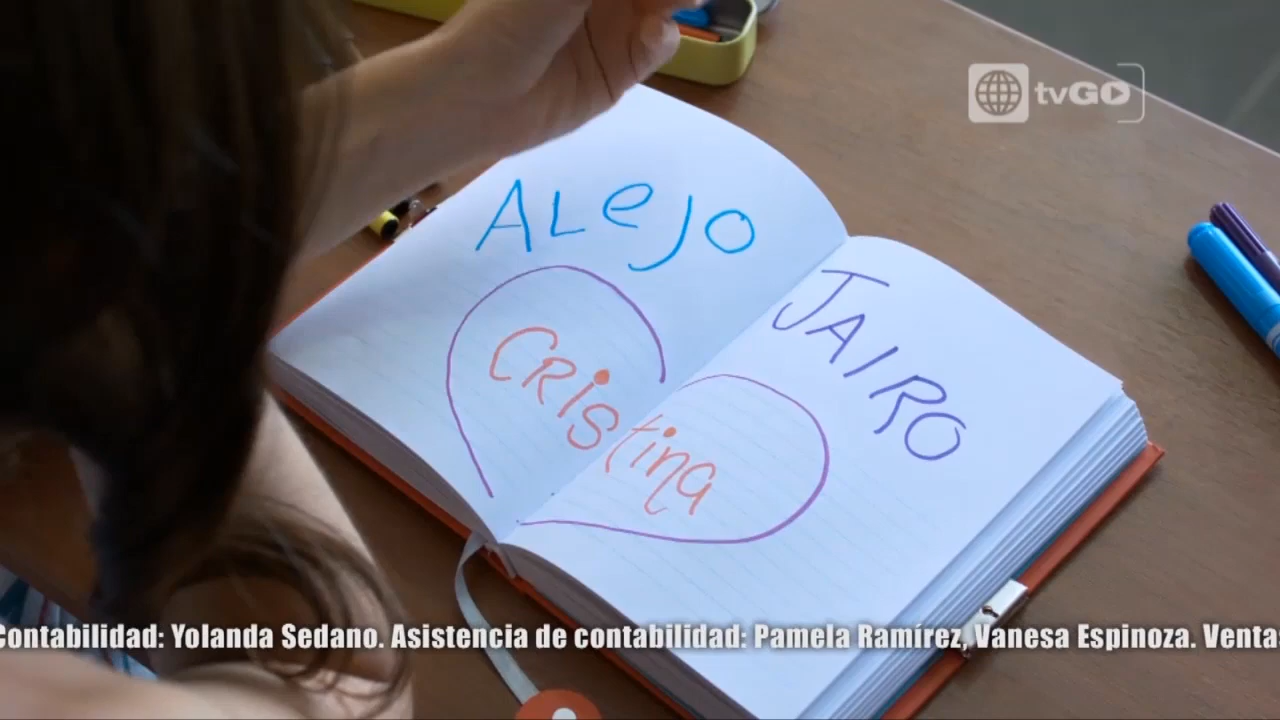 tvGO
ALeJO
JAIRO
CRistina
Contabilidad: Yolanda Sedano. Asistencia de contabilidad: Pamela Ramírez, Vanesa Espinoza. Venta